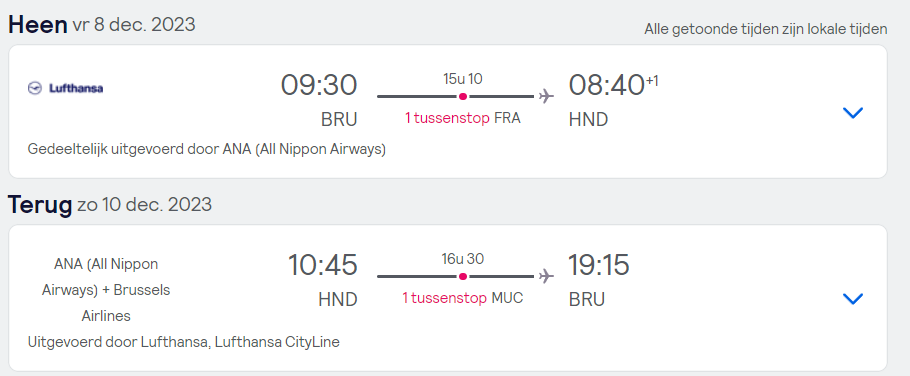 Heen vr 8 dec. 2023
Alle getoonde tijden zijn lokale tijden
Lufthansa
09:30 15u 10 08:40+1
BRU 1 tussenstop FRA HND
Gedeeltelijk uitgevoerd door ANA (All Nippon Airways)
Terug zo 10 dec. 2023
ANA (All Nippon
Airways) + Brussels
Airlines
10:45 16u 30 19:15
HND 1 tussenstop MUC BRU
Uitgevoerd door Lufthansa, Lufthansa CityLine